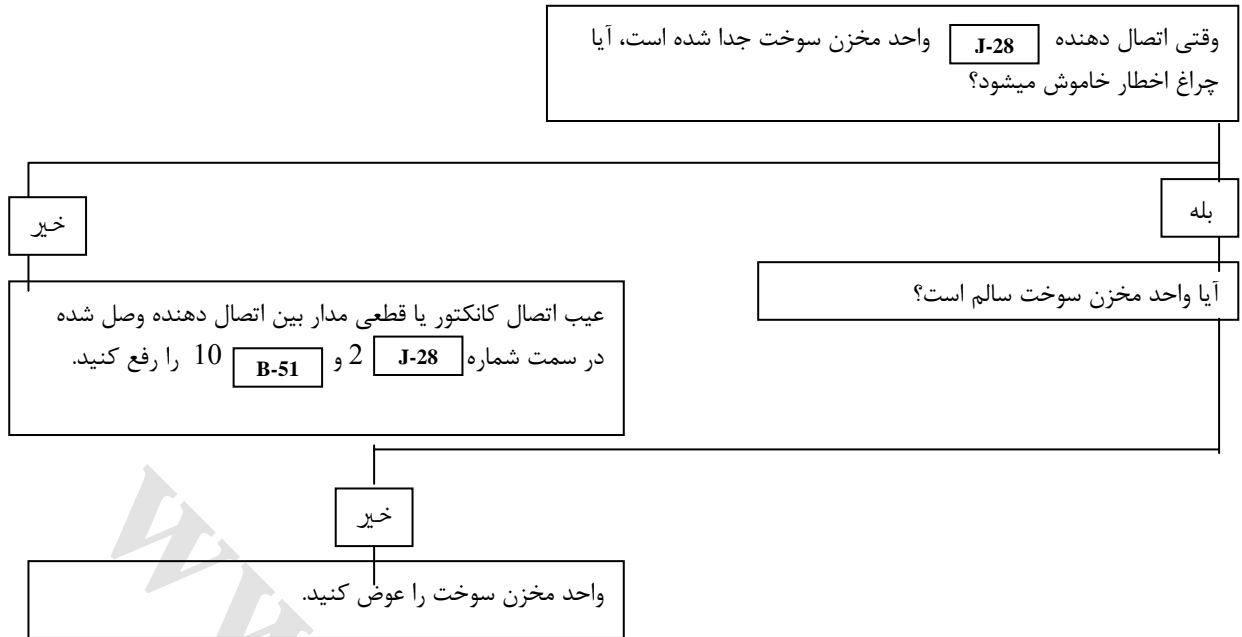 وقتی اتصال دهنده J-28 واحد مخزن سوخت جدا شده است، آیا
چراغ اخطار خاموش میشود؟
بله
خیر
آیا واحد مخزن سوخت سالم است؟
عیب اتصال کانکتور یا قطعی مدار بین اتصال دهنده وصل شده
در سمت شماره J-28 2 و B-51 10 را رفع کنید.
خیر
واحد مخزن سوخت را عوض کنید.